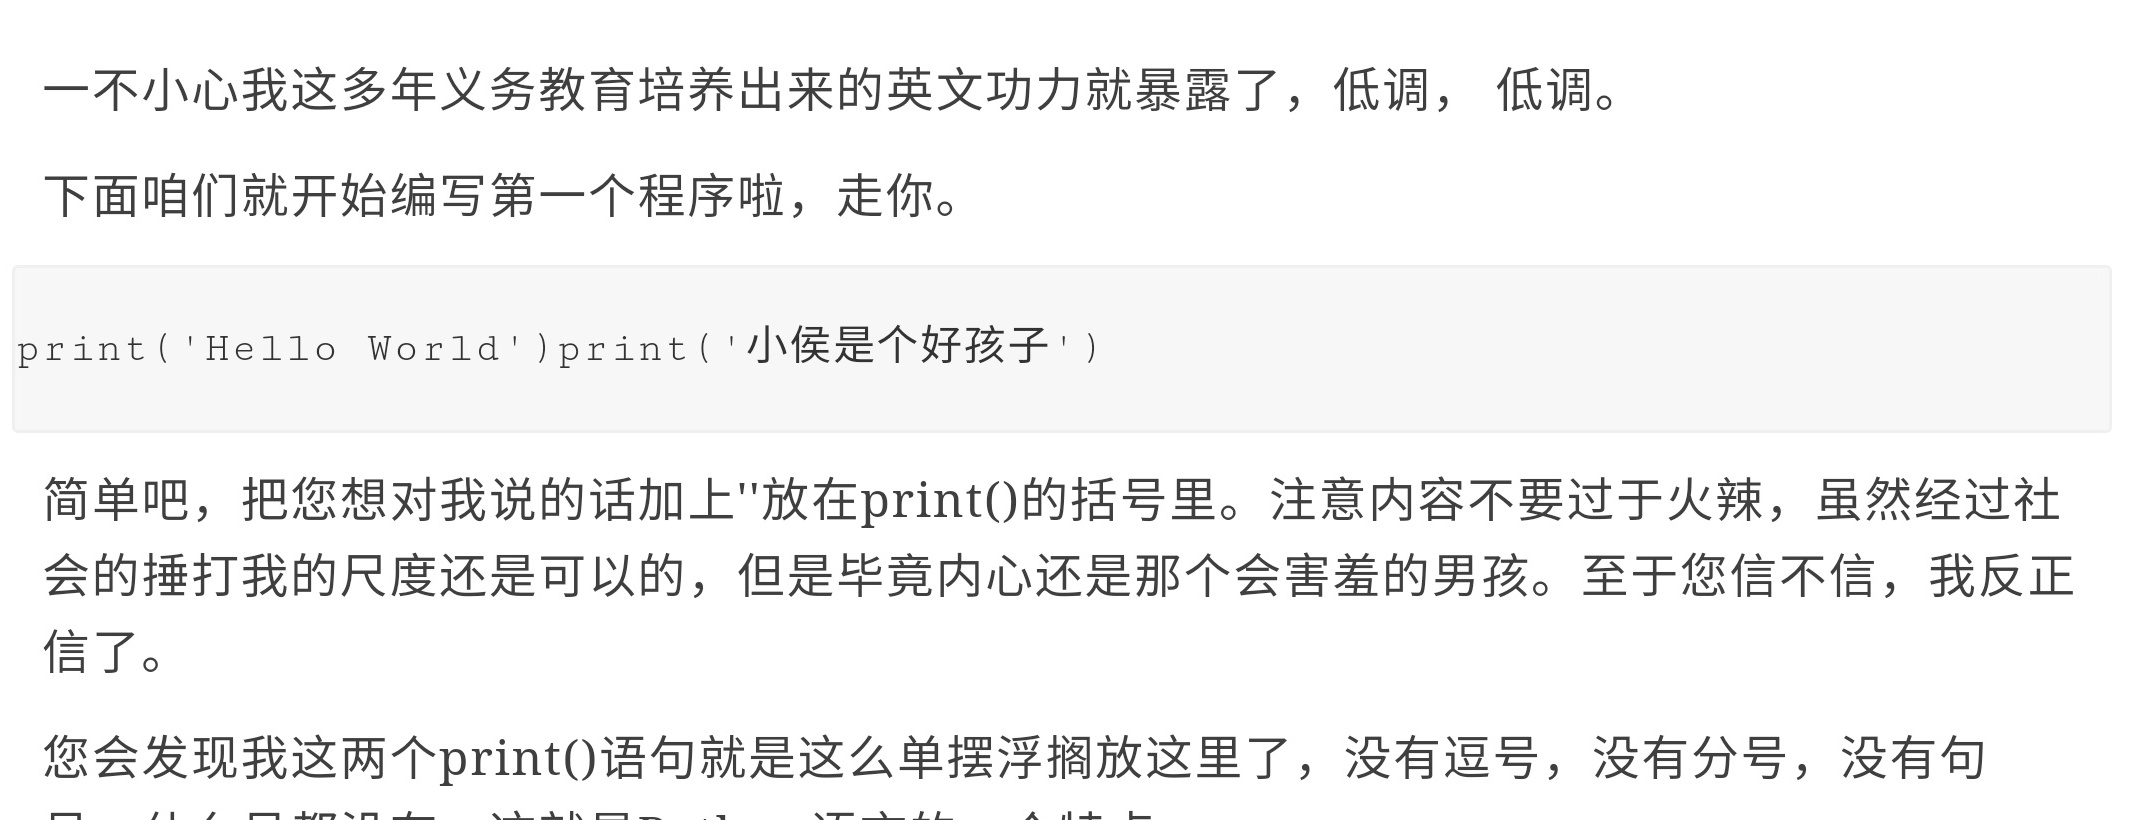 一不小心我这多年义务教育培养出来的英文功力就暴露了，低调， 低调。
下面咱们就开始编写第一个程序啦，走你。
print('Hello World')print('小侯是个好孩子')
简单吧，把您想对我说的话加上''放在print()的括号里。注意内容不要过于火辣，虽然经过社
会的捶打我的尺度还是可以的，但是毕竟内心还是那个会害羞的男孩。至于您信不信，我反正
信了。
您会发现我这两个print()语句就是这么单摆浮搁放这里了，没有逗号，没有分号，没有句